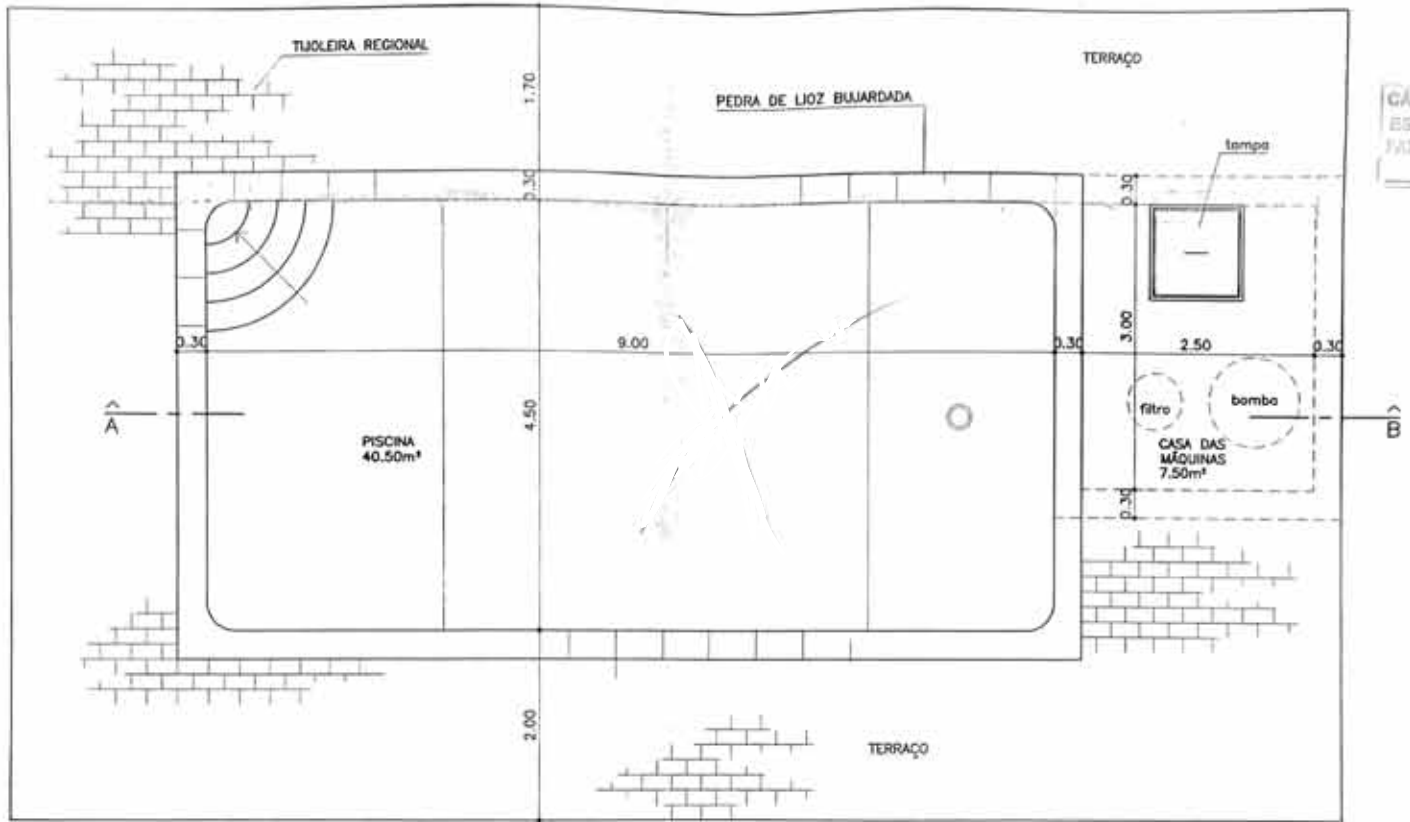 TIJOLEIRA REGIONAL
TERRAÇO
1.70
PEDRA DE LIOZ BUJARDADA
tampa
0.30
0.30
0.30
9.00
0.30
3.00
2.50
0.30
A
4.50
PISCINA
40.50m²
filtro
bomba
B
CASA DAS
MÁQUINAS
7.50m²
0.30
2.00
TERRAÇO